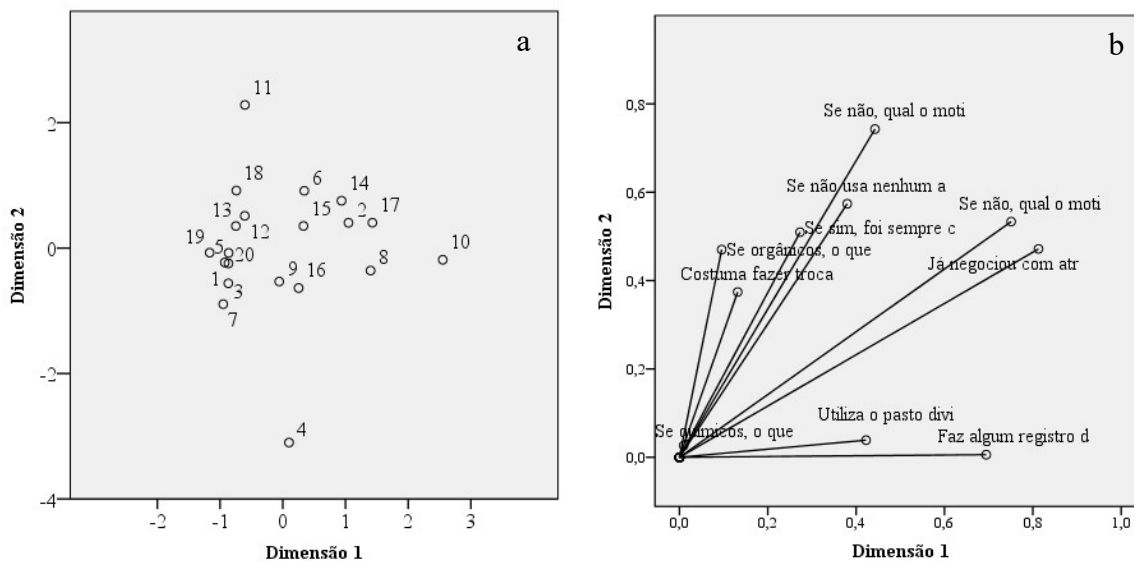 a
Dimensão 2
2
0
-2
-4
11
18
6
14
13
15
2
17
12
19
5
20
10
8
9
16
1
3
7
4
-2
-1
0
1
2
3
Dimensão 1
b
Dimensão 2
0,8
0,6
0,4
0,2
0,0
Se não, qual o moti
Se não usa nenhum a
Se não, qual o moti
Se sim, foi sempre c
Se orgânicos, o que
Já negociou com atr
Costuma fazer troca
Utiliza o pasto divi
Se químicos, o que
Faz algum registro d
0,0
0,2
0,4
0,6
0,8
1,0
Dimensão 1